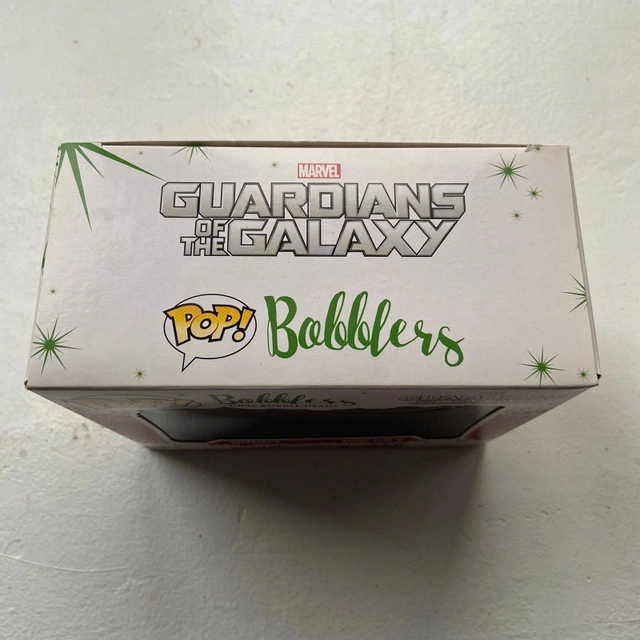 MARVEL
GUARDIANS
OF THE GALAXY
POP! Bobblers
Bobblers